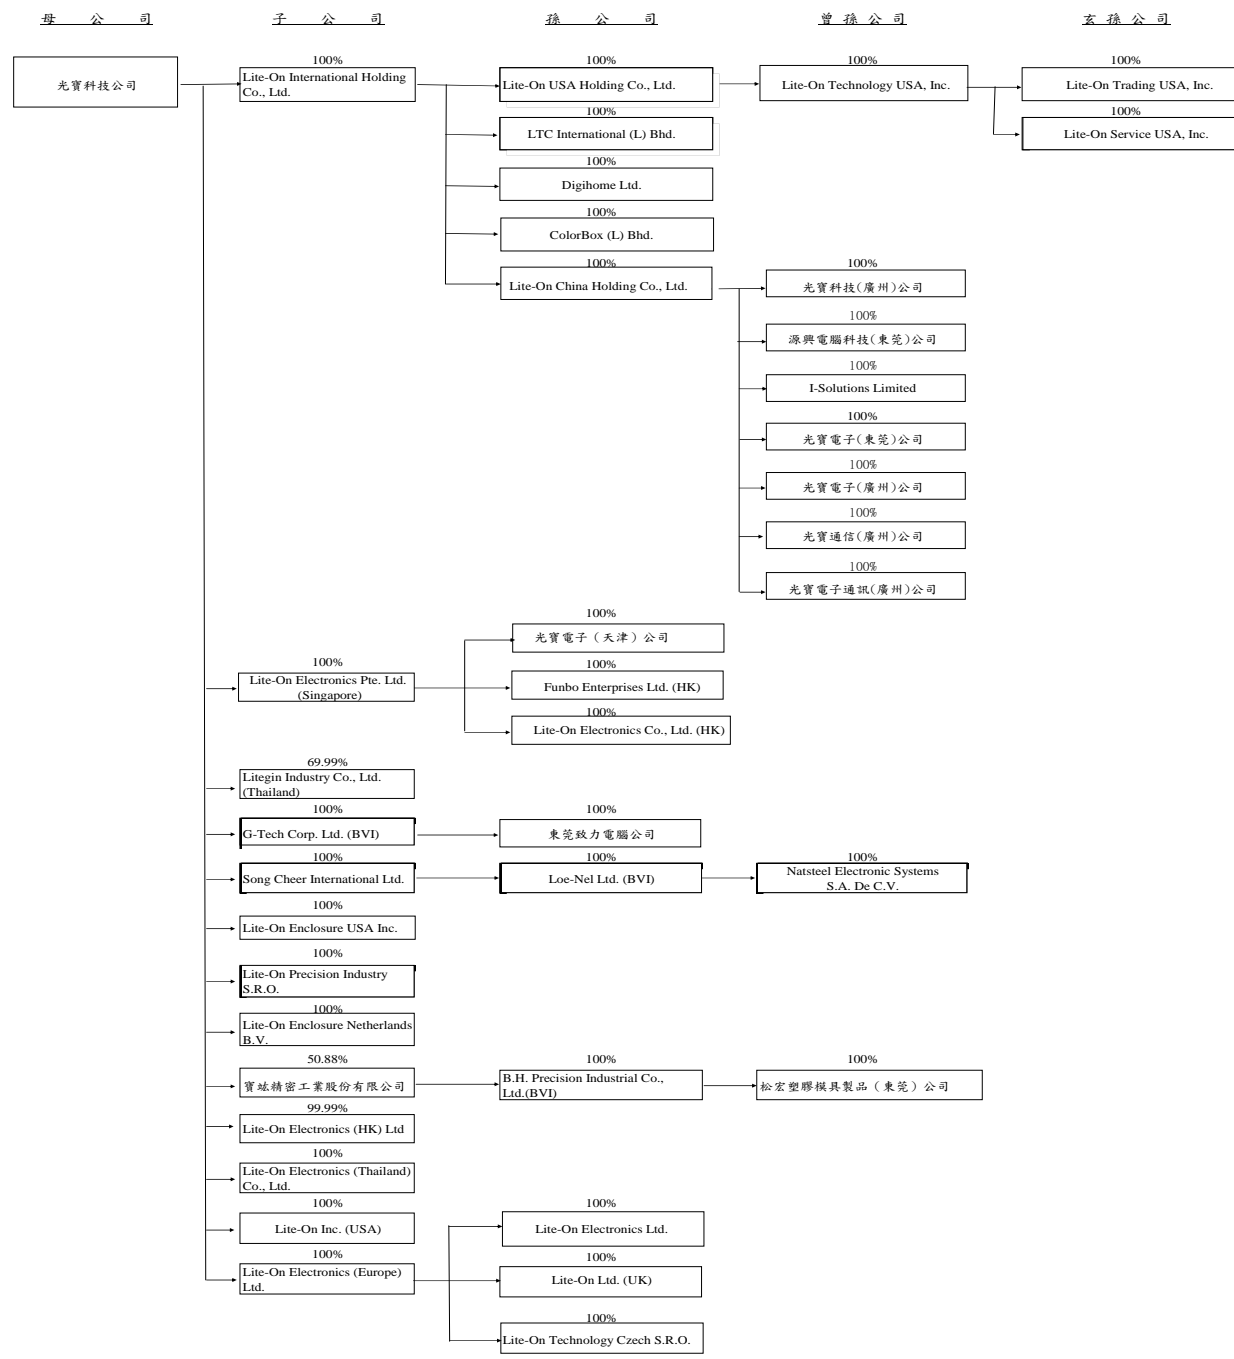 母 公 司 子 公 司 孫 公 司 曾 孫 公 司 玄 孫 公 司
100% 100% 100% 100%
光寶科技公司
Lite-On International Holding
Co., Ltd.
Lite-On USA Holding Co., Ltd.
Lite-On Technology USA, Inc.
Lite-On Trading USA, Inc.
100% 100%
LTC International (L) Bhd.
Lite-On Service USA, Inc.
100%
Digihome Ltd.
100%
ColorBox (L) Bhd.
100% 100%
Lite-On China Holding Co., Ltd.
光寶科技(廣州)公司
100%
源興電腦科技(東莞)公司
100%
I-Solutions Limited
100%
光寶電子(東莞)公司
100%
光寶電子(廣州)公司
100%
光寶通信(廣州)公司
100%
光寶電子通訊(廣州)公司
100%
光寶電子（天津）公司
100% 100%
Lite-On Electronics Pte. Ltd.
(Singapore)
Funbo Enterprises Ltd. (HK)
100%
Lite-On Electronics Co., Ltd. (HK)
69.99%
Litegin Industry Co., Ltd.
(Thailand)
100% 100%
G-Tech Corp. Ltd. (BVI)
東莞致力電腦公司
100% 100% 100%
Song Cheer International Ltd.
Loe-Nel Ltd. (BVI)
Natsteel Electronic Systems
S.A. De C.V.
100%
Lite-On Enclosure USA Inc.
100%
Lite-On Precision Industry
S.R.O.
100%
Lite-On Enclosure Netherlands
B.V.
50.88% 100% 100%
寶竑精密工業股份有限公司
B.H. Precision Industrial Co.,
Ltd.(BVI)
松宏塑膠模具製品（東莞）公司
99.99%
Lite-On Electronics (HK) Ltd
100%
Lite-On Electronics (Thailand)
Co., Ltd.
100% 100%
Lite-On Inc. (USA)
Lite-On Electronics Ltd.
100% 100%
Lite-On Electronics (Europe)
Ltd.
Lite-On Ltd. (UK)
100%
Lite-On Technology Czech S.R.O.